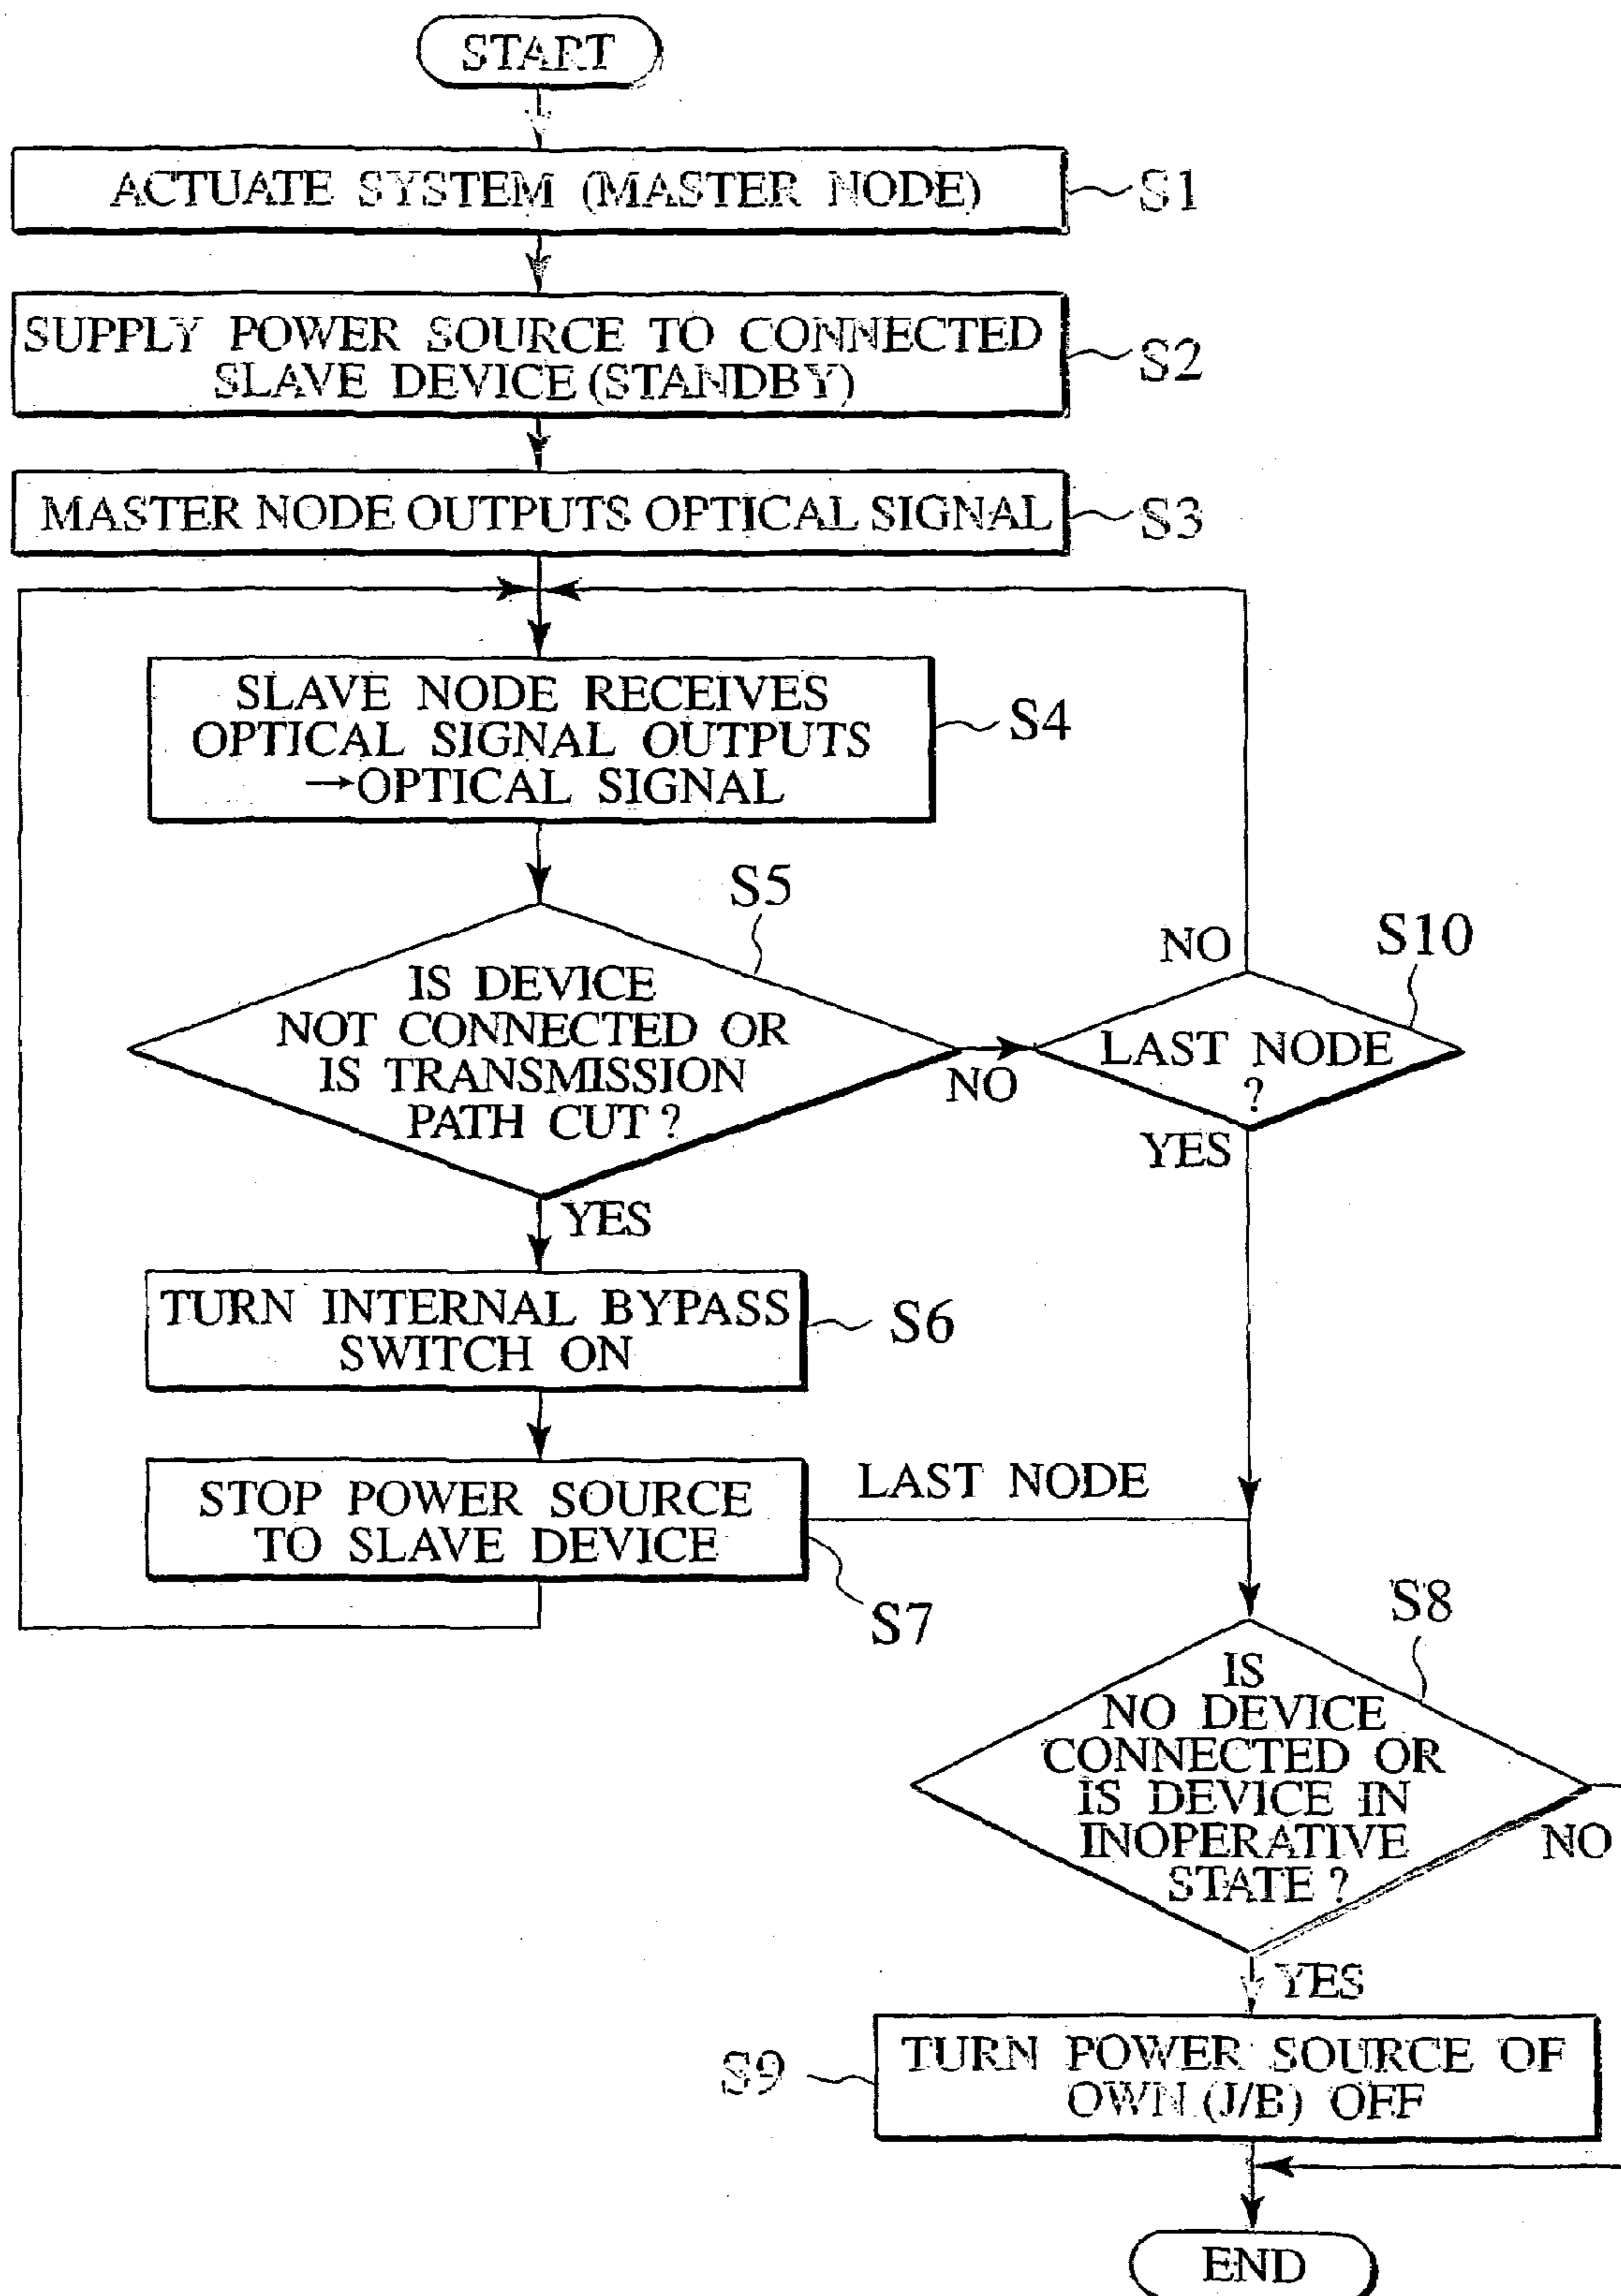 START
ACTUATE SYSTEM (MASTER NODE)
S1
SUPPLY POWER SOURCE TO CONNECTED
SLAVE DEVICE (STANDBY)
S2
MASTER NODE OUTPUTS OPTICAL SIGNAL
S3
SLAVE NODE RECEIVES
OPTICAL SIGNAL OUTPUTS
→OPTICAL SIGNAL
S4
S5
IS DEVICE
NOT CONNECTED OR
IS TRANSMISSION
PATH CUT?
NO
YES
S10
NO
LAST NODE
?
YES
TURN INTERNAL BYPASS
SWITCH ON
S6
STOP POWER SOURCE
TO SLAVE DEVICE
S7
LAST NODE
S8
IS
NO DEVICE
CONNECTED OR
IS DEVICE IN
INOPERATIVE
STATE?
NO
YES
S9
TURN POWER SOURCE OF
OWN (J/B) OFF
END